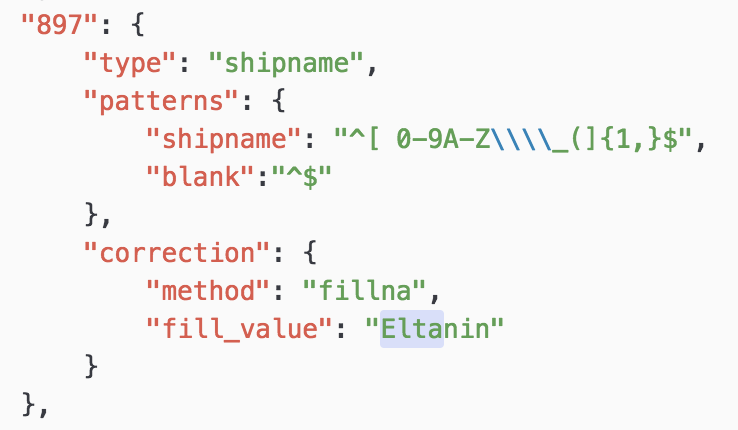 "897": {
    "type": "shipname",
    "patterns": {
        "shipname": "^[ 0-9A-Z\\\\_(]{1,}$",
        "blank":"^$"
    },
    "correction": {
        "method": "fillna",
        "fill_value": "Eltanin"
    }
},